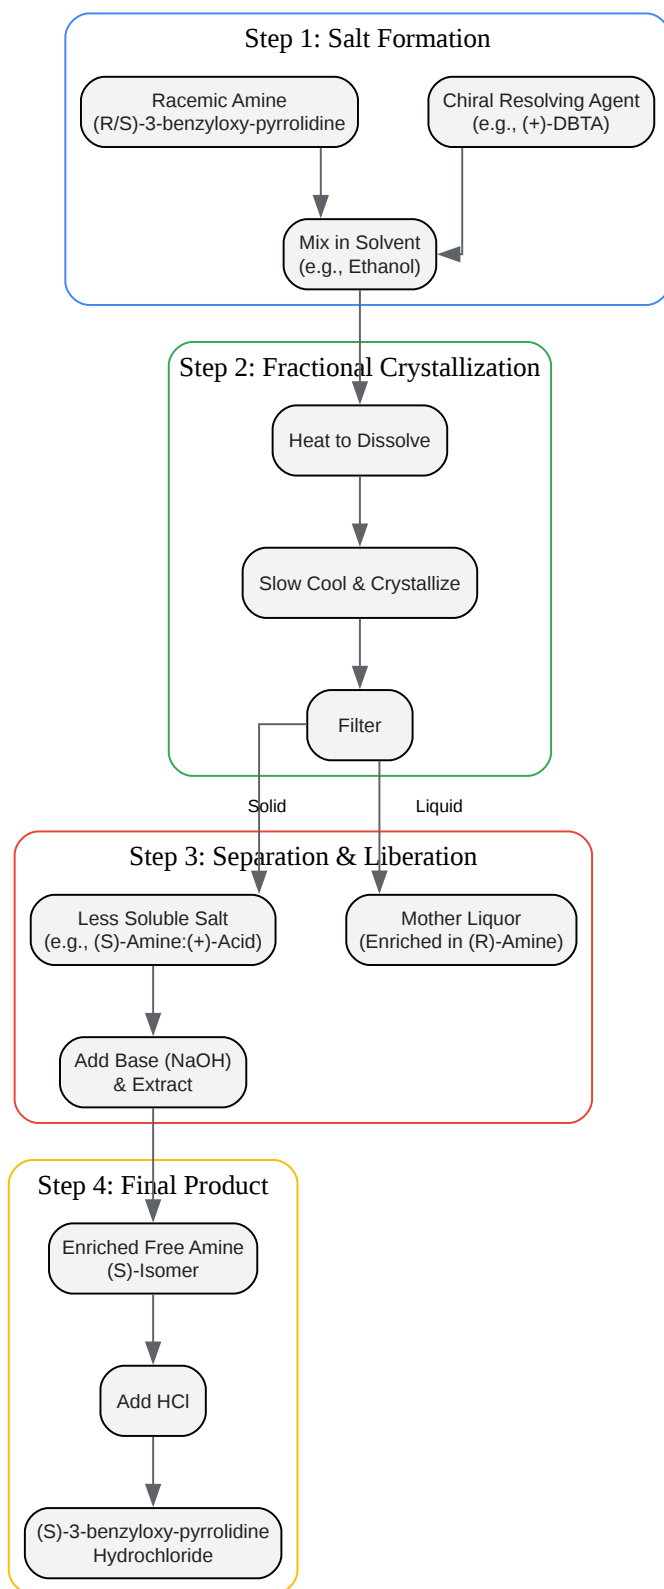 Step 1: Salt Formation
Racemic Amine
(R/S)-3-benzyloxy-pyrrolidine
Chiral Resolving Agent
(e.g., (+)-DBTA)
Mix in Solvent
(e.g., Ethanol)
Step 2: Fractional Crystallization
Heat to Dissolve
Slow Cool & Crystallize
Filter
Solid
Liquid
Step 3: Separation & Liberation
Less Soluble Salt
(e.g., (S)-Amine:(+)-Acid)
Mother Liquor
(Enriched in (R)-Amine)
Add Base (NaOH)
& Extract
Step 4: Final Product
Enriched Free Amine
(S)-Isomer
Add HCl
(S)-3-benzyloxy-pyrrolidine
Hydrochloride